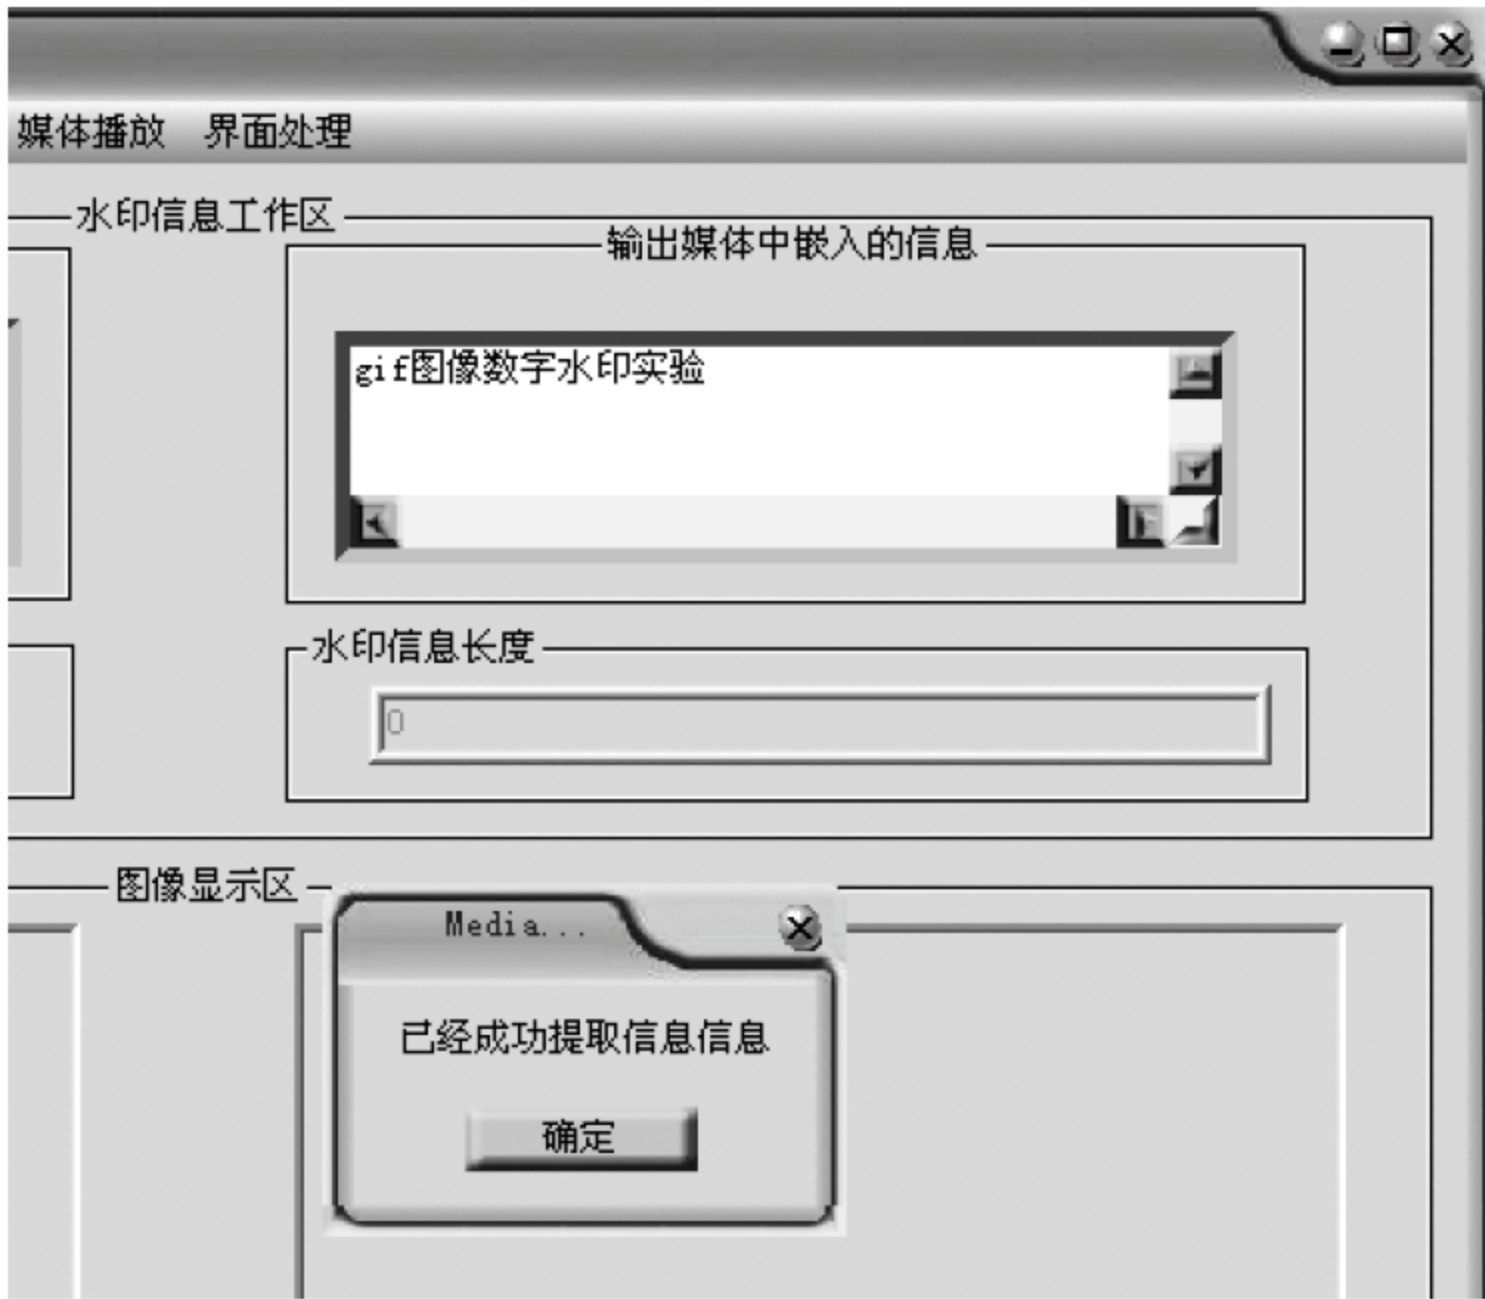 媒体播放 界面处理
水印信息工作区
输出媒体中嵌入的信息
gif图像数字水印实验
水印信息长度
0
图像显示区
Media...
已经成功提取信息信息
确定